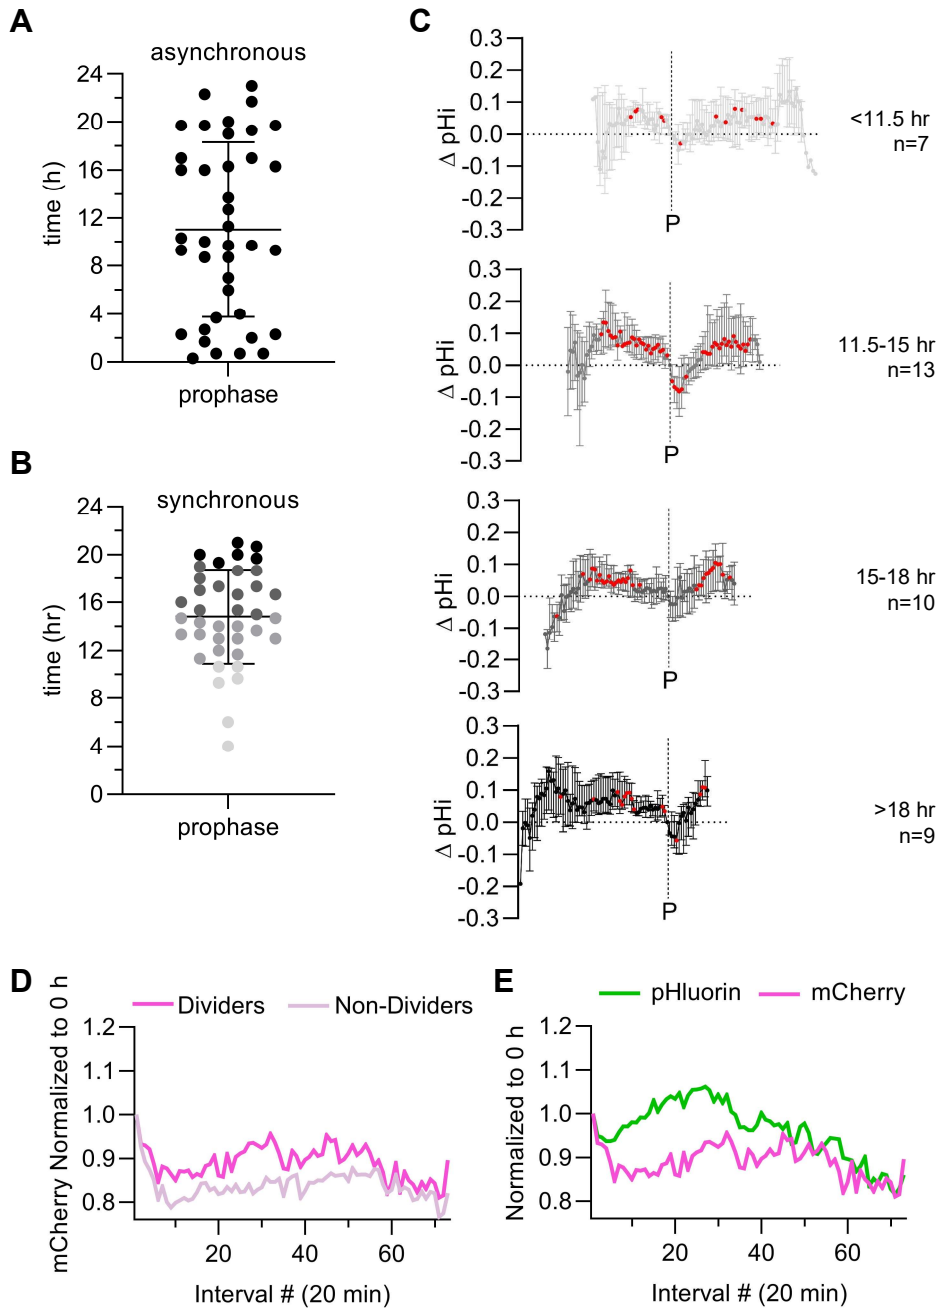 A
asynchronous
24
20
16
12
8
4
0
time (h)
prophase
B
synchronous
24
20
16
12
8
4
0
time (hr)
prophase
C
0.3
0.2
0.1
0.0
-0.1
-0.2
-0.3
Δ pHi
P
<11.5 hr
n=7
0.3
0.2
0.1
0.0
-0.1
-0.2
-0.3
Δ pHi
P
11.5-15 hr
n=13
0.3
0.2
0.1
0.0
-0.1
-0.2
-0.3
Δ pHi
P
15-18 hr
n=10
0.3
0.2
0.1
0.0
-0.1
-0.2
-0.3
Δ pHi
P
>18 hr
n=9
D
Dividers
Non-Dividers
mCherry Normalized to 0 h
1.2
1.1
1.0
0.9
0.8
20
40
60
Interval # (20 min)
E
pHluorin
mCherry
Normalized to 0 h
1.2
1.1
1.0
0.9
0.8
20
40
60
Interval # (20 min)